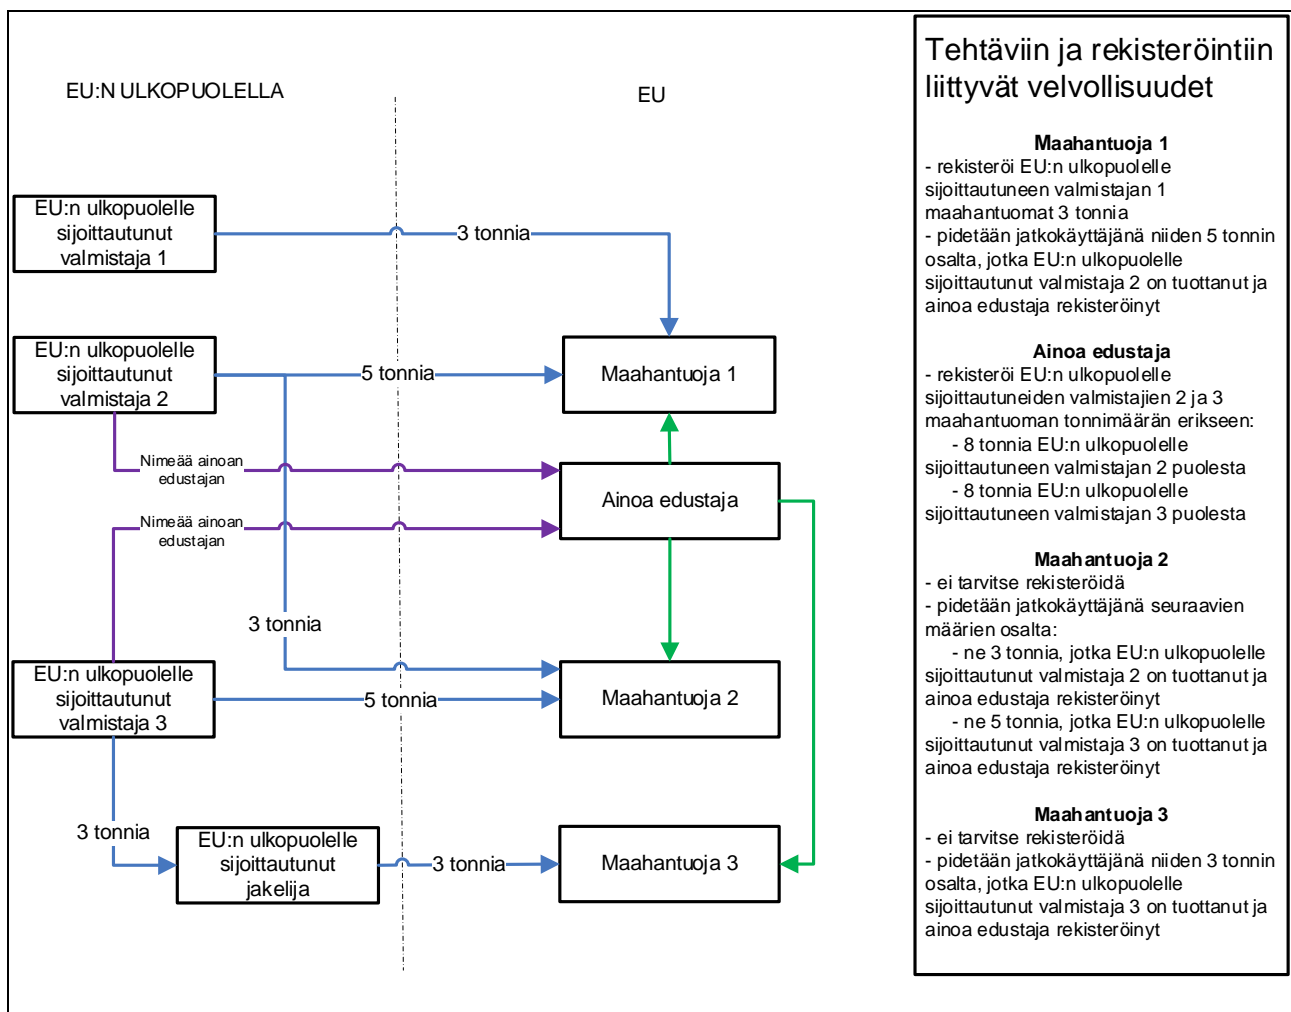 EU:N ULKOPUOLELLA
EU
EU:n ulkopuolelle
sijoittautunut
valmistaja 1
3 tonnia
EU:n ulkopuolelle
sijoittautunut
valmistaja 2
5 tonnia
Maahantuoja 1
Nimeää ainoan
edustajan
Ainoa edustaja
Nimeää ainoan
edustajan
3 tonnia
EU:n ulkopuolelle
sijoittautunut
valmistaja 3
5 tonnia
Maahantuoja 2
3 tonnia
EU:n ulkopuolelle
sijoittautunut
jakelija
3 tonnia
Maahantuoja 3
Tehtäviin ja rekisteröintiin
liittyvät velvollisuudet
Maahantuoja 1
- rekisteröi EU:n ulkopuolelle
sijoittautuneen valmistajan 1
maahantuomat 3 tonnia
- pidetään jatkokäyttäjänä niiden 5 tonnin
osalta, jotka EU:n ulkopuolelle
sijoittautunut valmistaja 2 on tuottanut ja
ainoa edustaja rekisteröinyt
Ainoa edustaja
- rekisteröi EU:n ulkopuolelle
sijoittautuneiden valmistajien 2 ja 3
maahantuoman tonnimäärän erikseen:
- 8 tonnia EU:n ulkopuolelle
sijoittautuneen valmistajan 2 puolesta
- 8 tonnia EU:n ulkopuolelle
sijoittautuneen valmistajan 3 puolesta
Maahantuoja 2
- ei tarvitse rekisteröidä
- pidetään jatkokäyttäjänä seuraavien
määrien osalta:
- ne 3 tonnia, jotka EU:n ulkopuolelle
sijoittautunut valmistaja 2 on tuottanut ja
ainoa edustaja rekisteröinyt
- ne 5 tonnia, jotka EU:n ulkopuolelle
sijoittautunut valmistaja 3 on tuottanut ja
ainoa edustaja rekisteröinyt
Maahantuoja 3
- ei tarvitse rekisteröidä
- pidetään jatkokäyttäjänä niiden 3 tonnin
osalta, jotka EU:n ulkopuolelle
sijoittautunut valmistaja 3 on tuottanut ja
ainoa edustaja rekisteröinyt